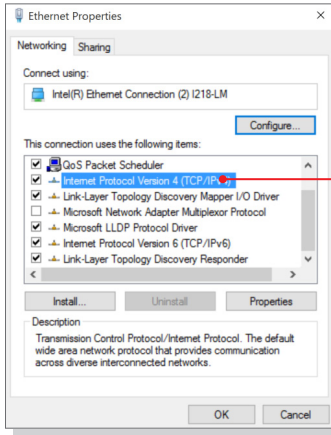 Ethernet Properties
Networking Sharing
Connect using:
Intel(R) Ethernet Connection (2) I218-LM
Configure...
This connection uses the following items:
QoS Packet Scheduler
Internet Protocol Version 4 (TCP/IPv4)
Link-Layer Topology Discovery Mapper I/O Driver
Microsoft Network Adapter Multiplexor Protocol
Microsoft LLDP Protocol Driver
Internet Protocol Version 6 (TCP/IPv6)
Link-Layer Topology Discovery Responder
Install... Uninstall Properties
Description
Transmission Control Protocol/Internet Protocol. The default
wide area network protocol that provides communication
across diverse interconnected networks.
OK Cancel